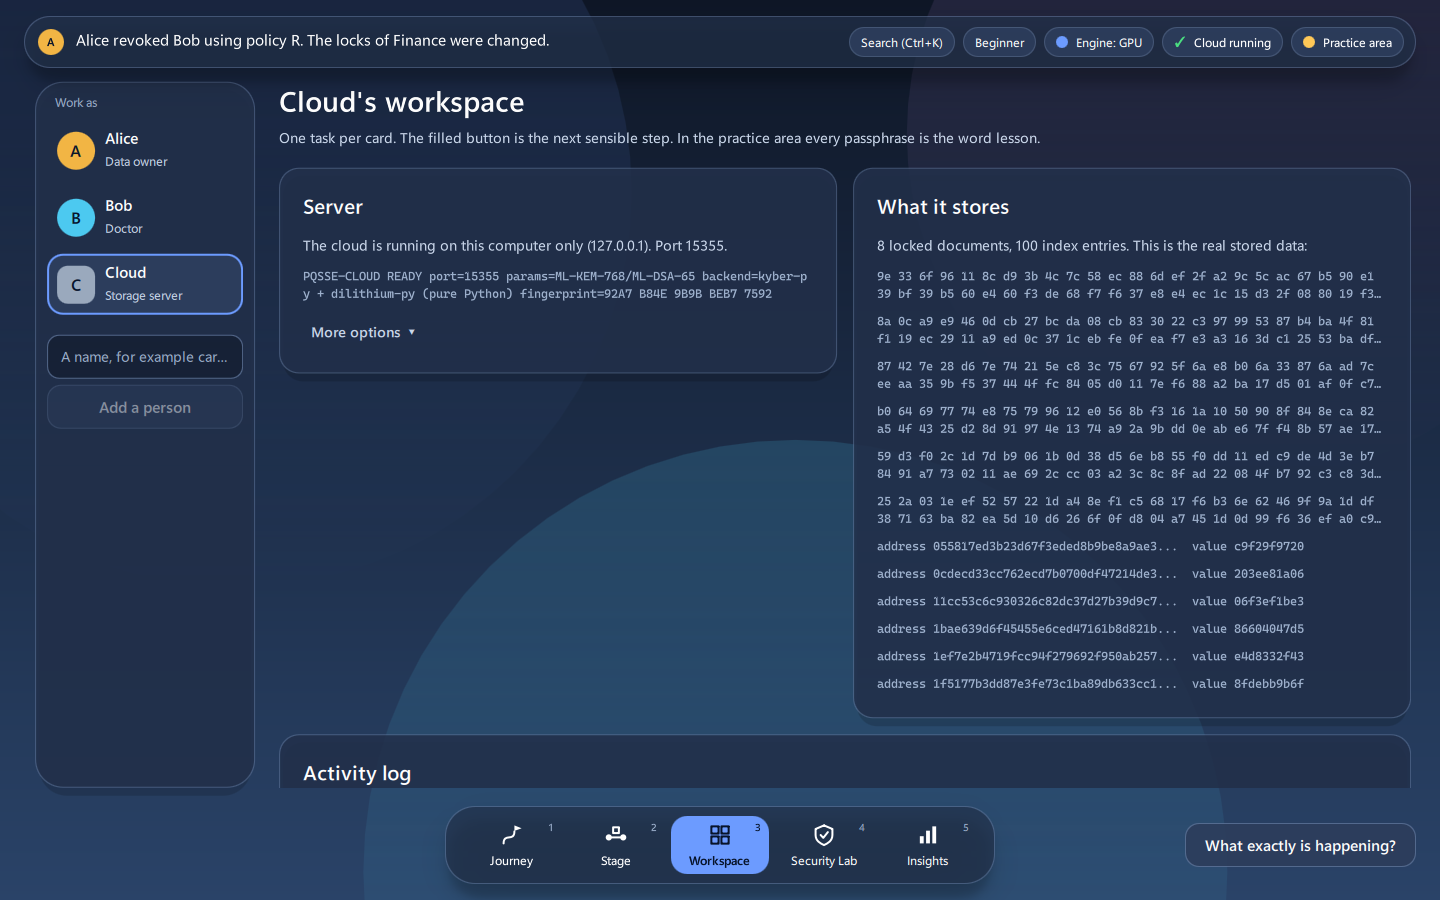 A
Alice revoked Bob using policy R. The locks of Finance were changed.
Search (Ctrl+K)
Beginner
Engine: GPU
Cloud running
Practice area
Work as
A
Alice
Data owner
B
Bob
Doctor
C
Cloud
Storage server
A name, for example car...
Add a person
Cloud's workspace
One task per card. The filled button is the next sensible step. In the practice area every passphrase is the word lesson.
Server
The cloud is running on this computer only (127.0.0.1). Port 15355.
PQSSE-CLOUD READY port=15355 params=ML-KEM-768/ML-DSA-65 backend=kyber-p
y + dilithium-py (pure Python) fingerprint=92A7 B84E 9B9B BEB7 7592
More options
What it stores
8 locked documents, 100 index entries. This is the real stored data:
9e 33 6f 96 11 8c d9 3b 4c 7c 58 ec 88 6d ef 2f a2 9c 5c ac 67 b5 90 e1
39 bf 39 b5 60 e4 60 f3 de 68 f7 f6 37 e8 e4 ec 1c 15 d3 2f 08 80 19 f3…
8a 0c a9 e9 46 0d cb 27 bc da 08 cb 83 30 22 c3 97 99 53 87 b4 ba 4f 81
f1 19 ec 29 11 a9 ed 0c 37 1c eb fe 0f ea f7 e3 a3 16 3d c1 25 53 ba df…
87 42 7e 28 d6 7e 74 21 5e c8 3c 75 67 92 5f 6a e8 b0 6a 33 87 6a ad 7c
ee aa 35 9b f5 37 44 4f fc 84 05 d0 11 7e f6 88 a2 ba 17 d5 01 af 0f c7…
b0 64 69 77 74 e8 75 79 96 12 e0 56 8b f3 16 1a 10 50 90 8f 84 8e ca 82
a5 4f 43 25 d2 8d 91 97 4e 13 74 a9 2a 9b dd 0e ab e6 7f f4 8b 57 ae 17…
59 d3 f0 2c 1d 7d b9 06 1b 0d 38 d5 6e b8 55 f0 dd 11 ed c9 de 4d 3e b7
84 91 a7 73 02 11 ae 69 2c cc 03 a2 3c 8c 8f ad 22 08 4f b7 92 c3 c8 3d…
25 2a 03 1e ef 52 57 22 1d a4 8e f1 c5 68 17 f6 b3 6e 62 46 9f 9a 1d df
38 71 63 ba 82 ea 5d 10 d6 26 6f 0f d8 04 a7 45 1d 0d 99 f6 36 ef a0 c9…
address 055817ed3b23d67f3eded8b9be8a9ae3... value c9f29f9720
address 0cdecd33cc762ecd7b0700df47214de3... value 203ee81a06
address 11cc53c6c930326c82dc37d27b39d9c7... value 06f3ef1be3
address 1bae639d6f45455e6ced47161b8d821b... value 86604047d5
address 1ef7e2b4719fcc94f279692f950ab257... value e4d8332f43
address 1f5177b3dd87e3fe73c1ba89db633cc1... value 8fdebb9b6f
Activity log
1
Journey
2
Stage
3
Workspace
4
Security Lab
5
Insights
What exactly is happening?